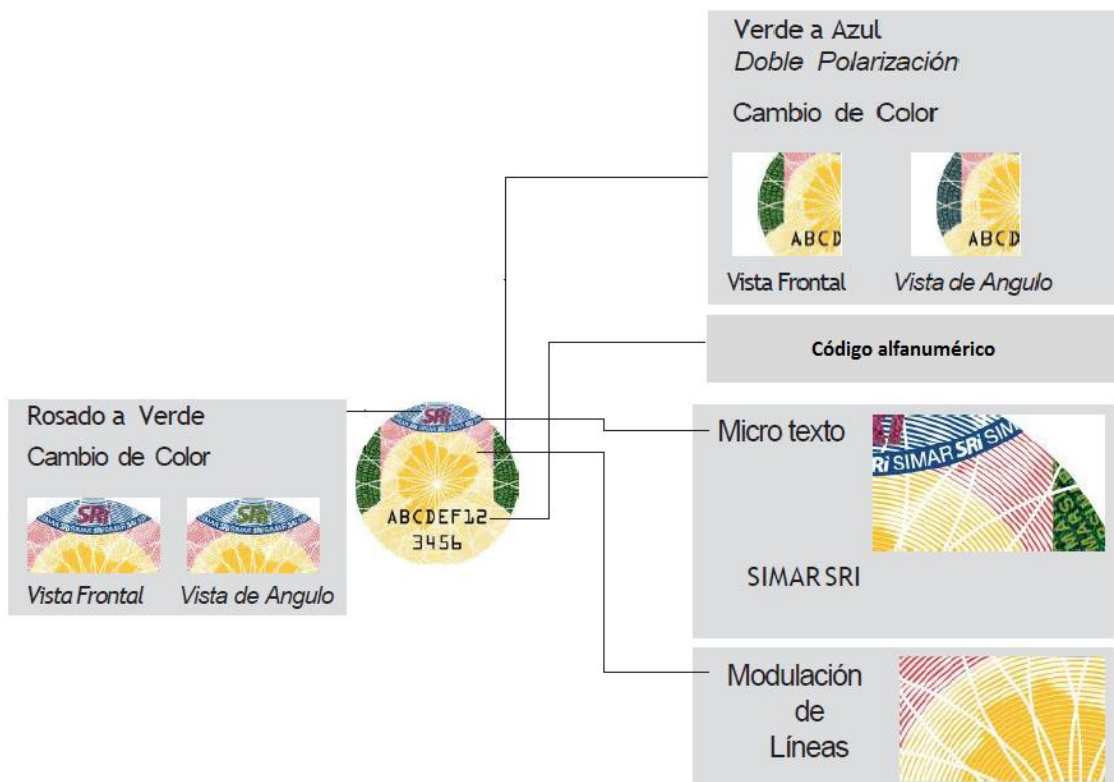 Verde a Azul
Doble Polarización
Cambio de Color
ABCD
ABCD
Vista Frontal
Vista de Angulo
Código alfanumérico
Rosado a Verde
Cambio de Color
SRi
SRi
Vista Frontal
Vista de Angulo
SRi
ABCDEF12
3456
Micro texto
Ri SIMAR SRi SIM
SIMAR SRI
Modulación
de
Líneas